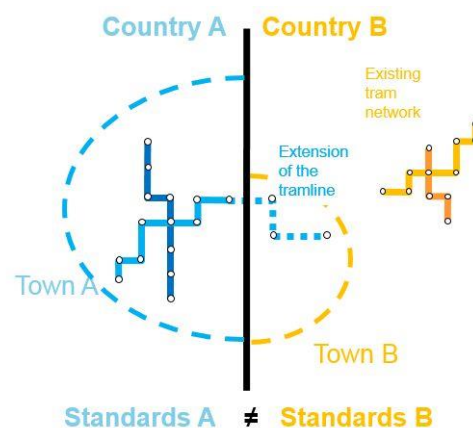 Country A Country B
Existing
tram
network
Extension
of the
tramline
Town A
Town B
Standards A ≠ Standards B